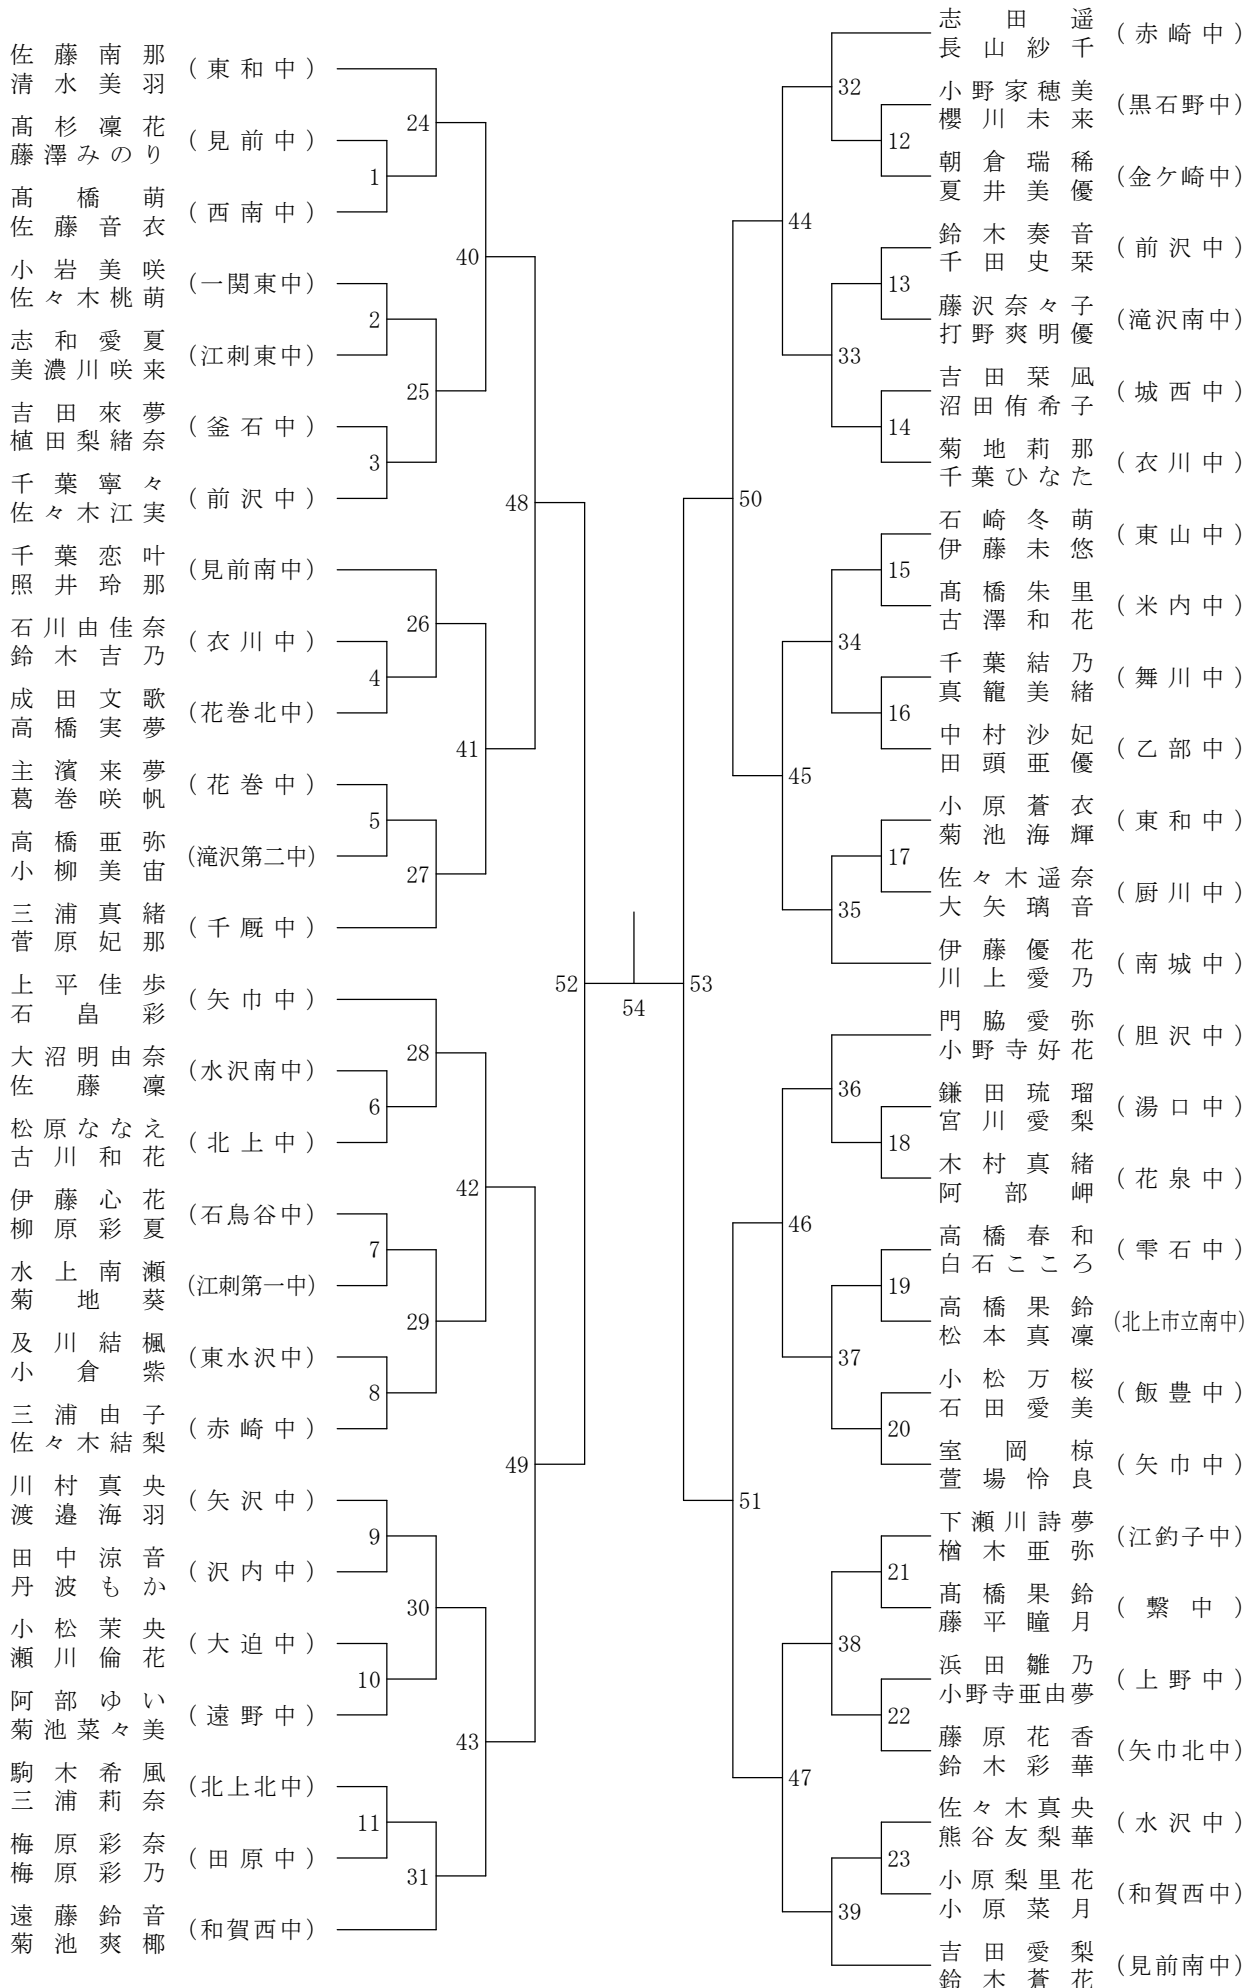 佐藤南那
清水美羽
(東和中)
髙杉凜花
藤澤みのり
(見前中)
髙橋萌
佐藤音衣
(西南中)
小岩美咲
佐々木桃萌
(一関東中)
志和愛夏
美濃川咲来
(江刺東中)
吉田來夢
植田梨緒奈
(釜石中)
千葉寧々
佐々木江実
(前沢中)
千葉恋叶
照井玲那
(見前南中)
石川由佳奈
鈴木吉乃
(衣川中)
成田文歌
高橋実夢
(花巻北中)
主濱来夢
葛巻咲帆
(花巻中)
高橋亜弥
小柳美宙
(滝沢第二中)
三浦真緒
菅原妃那
(千厩中)
上平佳歩
石畠彩
(矢巾中)
大沼明由奈
佐藤凜
(水沢南中)
松原ななえ
古川和花
(北上中)
伊藤心花
柳原彩夏
(石鳥谷中)
水上南瀬
菊地葵
(江刺第一中)
及川結楓
小倉紫
(東水沢中)
三浦由子
佐々木結梨
(赤崎中)
川村真央
渡邉海羽
(矢沢中)
田中涼音
丹波もか
(沢内中)
小松茉央
瀬川倫花
(大迫中)
阿部ゆい
菊池菜々美
(遠野中)
駒木希風
三浦莉奈
(北上北中)
梅原彩奈
梅原彩乃
(田原中)
遠藤鈴音
菊池爽椰
(和賀西中)
1
2
3
4
5
6
7
8
9
10
11
24
25
26
27
28
29
30
31
40
41
42
43
48
49
52
54
53
50
51
44
45
46
47
32
33
34
35
36
37
38
39
12
13
14
15
16
17
18
19
20
21
22
23
志田遥
長山紗千
(赤崎中)
小野家穂美
櫻川未来
(黒石野中)
朝倉瑞稀
夏井美優
(金ケ崎中)
鈴木奏音
千田史栞
(前沢中)
藤沢奈々子
打野爽明優
(滝沢南中)
吉田栞凪
沼田侑希子
(城西中)
菊地莉那
千葉ひなた
(衣川中)
石崎冬萌
伊藤未悠
(東山中)
髙橋朱里
古澤和花
(米内中)
千葉結乃
真籠美緒
(舞川中)
中村沙妃
田頭亜優
(乙部中)
小原蒼衣
菊池海輝
(東和中)
佐々木遥奈
大矢璃音
(厨川中)
伊藤優花
川上愛乃
(南城中)
門脇愛弥
小野寺好花
(胆沢中)
鎌田琉瑠
宮川愛梨
(湯口中)
木村真緒
阿部岬
(花泉中)
高橋春和
白石こころ
(雫石中)
高橋果鈴
松本真凜
(北上市立南中)
小松万桜
石田愛美
(飯豊中)
室岡椋
萱場怜良
(矢巾中)
下瀬川詩夢
楢木亜弥
(江釣子中)
髙橋果鈴
藤平瞳月
(繋中)
浜田雛乃
小野寺亜由夢
(上野中)
藤原花香
鈴木彩華
(矢巾北中)
佐々木真央
熊谷友梨華
(水沢中)
小原梨里花
小原菜月
(和賀西中)
吉田愛梨
鈴木蒼花
(見前南中)